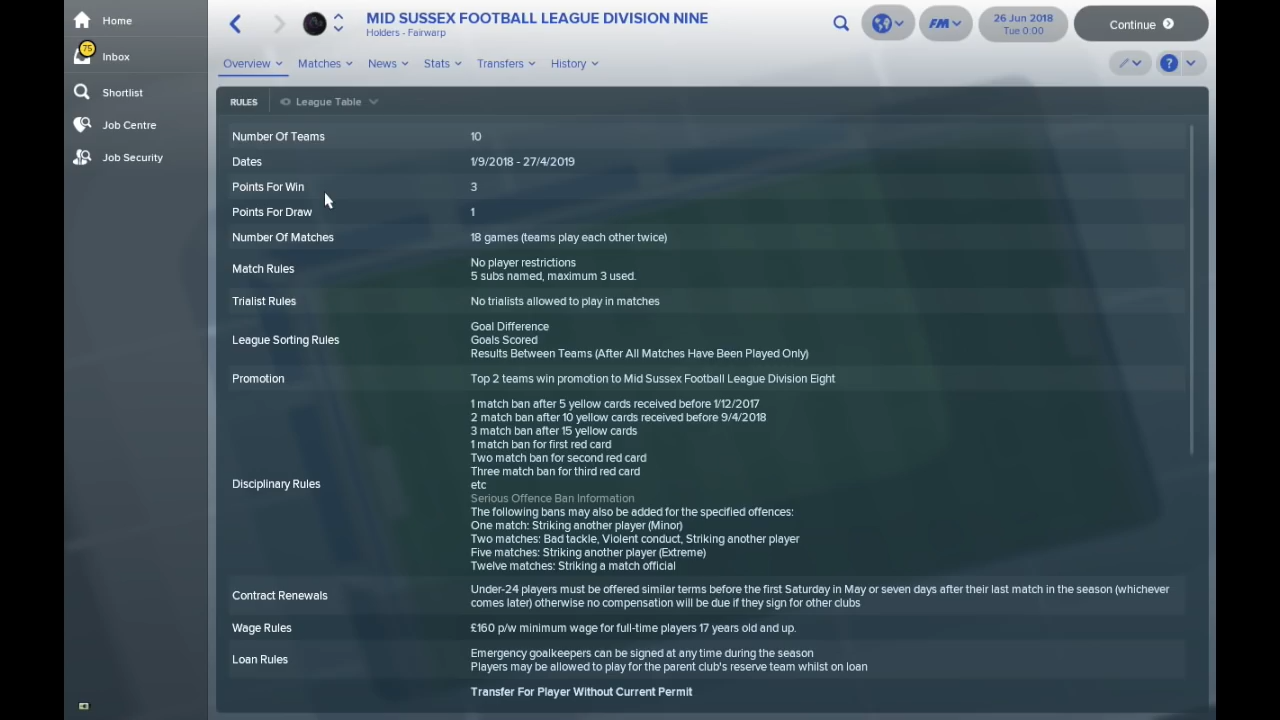 Home
75
Inbox
Shortlist
Job Centre
Job Security
MID SUSSEX FOOTBALL LEAGUE DIVISION NINE
Holders - Fairwarp
FM
26 Jun 2018
Tue 0:00
Continue
Overview
Matches
News
Stats
Transfers
History
?
RULES
League Table
Number Of Teams
10
Dates
1/9/2018 - 27/4/2019
Points For Win
3
Points For Draw
1
Number Of Matches
18 games (teams play each other twice)
Match Rules
No player restrictions
5 subs named, maximum 3 used.
Trialist Rules
No trialists allowed to play in matches
League Sorting Rules
Goal Difference
Goals Scored
Results Between Teams (After All Matches Have Been Played Only)
Promotion
Top 2 teams win promotion to Mid Sussex Football League Division Eight
Disciplinary Rules
1 match ban after 5 yellow cards received before 1/12/2017
2 match ban after 10 yellow cards received before 9/4/2018
3 match ban after 15 yellow cards
1 match ban for first red card
Two match ban for second red card
Three match ban for third red card
etc
Serious Offence Ban Information
The following bans may also be added for the specified offences:
One match: Striking another player (Minor)
Two matches: Bad tackle, Violent conduct, Striking another player
Five matches: Striking another player (Extreme)
Twelve matches: Striking a match official
Contract Renewals
Under-24 players must be offered similar terms before the first Saturday in May or seven days after their last match in the season (whichever
comes later) otherwise no compensation will be due if they sign for other clubs
Wage Rules
£160 p/w minimum wage for full-time players 17 years old and up.
Loan Rules
Emergency goalkeepers can be signed at any time during the season
Players may be allowed to play for the parent club's reserve team whilst on loan
Transfer For Player Without Current Permit